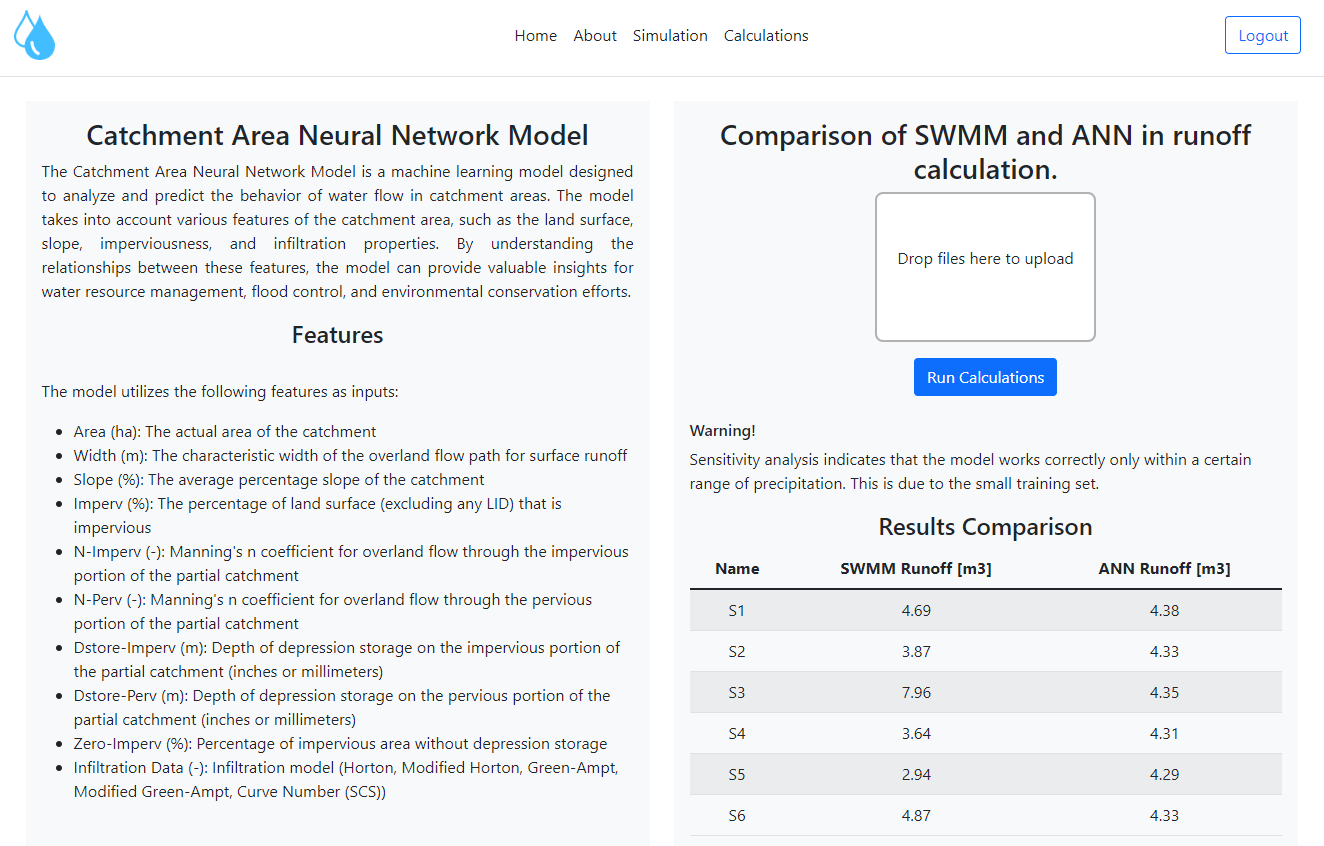 Home About Simulation Calculations Logout
Catchment Area Neural Network Model
The Catchment Area Neural Network Model is a machine learning model designed
to analyze and predict the behavior of water flow in catchment areas. The model
takes into account various features of the catchment area, such as the land surface,
slope, imperviousness, and infiltration properties. By understanding the
relationships between these features, the model can provide valuable insights for
water resource management, flood control, and environmental conservation efforts.
Features
The model utilizes the following features as inputs:
• Area (ha): The actual area of the catchment
• Width (m): The characteristic width of the overland flow path for surface runoff
• Slope (%): The average percentage slope of the catchment
• Imperv (%): The percentage of land surface (excluding any LID) that is
impervious
• N-Imperv (-): Manning's n coefficient for overland flow through the impervious
portion of the partial catchment
• N-Perv (-): Manning's n coefficient for overland flow through the pervious
portion of the partial catchment
• Dstore-Imperv (m): Depth of depression storage on the impervious portion of
the partial catchment (inches or millimeters)
• Dstore-Perv (m): Depth of depression storage on the pervious portion of the
partial catchment (inches or millimeters)
• Zero-Imperv (%): Percentage of impervious area without depression storage
• Infiltration Data (-): Infiltration model (Horton, Modified Horton, Green-Ampt,
Modified Green-Ampt, Curve Number (SCS))
Comparison of SWMM and ANN in runoff
calculation.
Drop files here to upload
Run Calculations
Warning!
Sensitivity analysis indicates that the model works correctly only within a certain
range of precipitation. This is due to the small training set.
Results Comparison
Name SWMM Runoff [m3] ANN Runoff [m3]
S1 4.69 4.38
S2 3.87 4.33
S3 7.96 4.35
S4 3.64 4.31
S5 2.94 4.29
S6 4.87 4.33